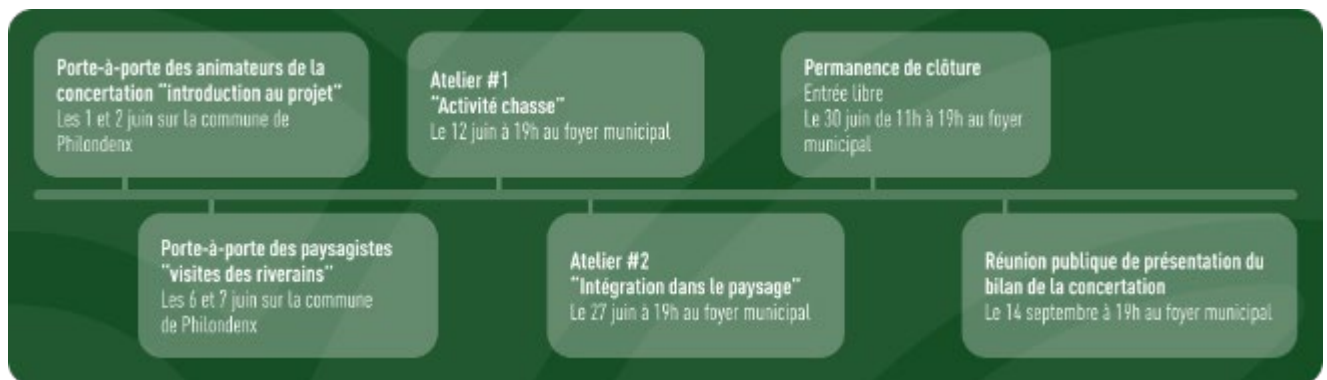 Porte-à-porte des animateurs de la
concertation "introduction au projet"
Les 1 et 2 juin sur la commune de
Philondenx
Porte-à-porte des paysagistes
"visites des riverains"
Les 6 et 7 juin sur la commune
de Philondenx
Atelier #1
"Activité chasse"
Le 12 juin à 19h au foyer municipal
Atelier #2
"Intégration dans le paysage"
Le 27 juin à 19h au foyer municipal
Permanence de clôture
Entrée libre
Le 30 juin de 11h à 19h au foyer
municipal
Réunion publique de présentation du
bilan de la concertation
Le 14 septembre à 19h au foyer municipal